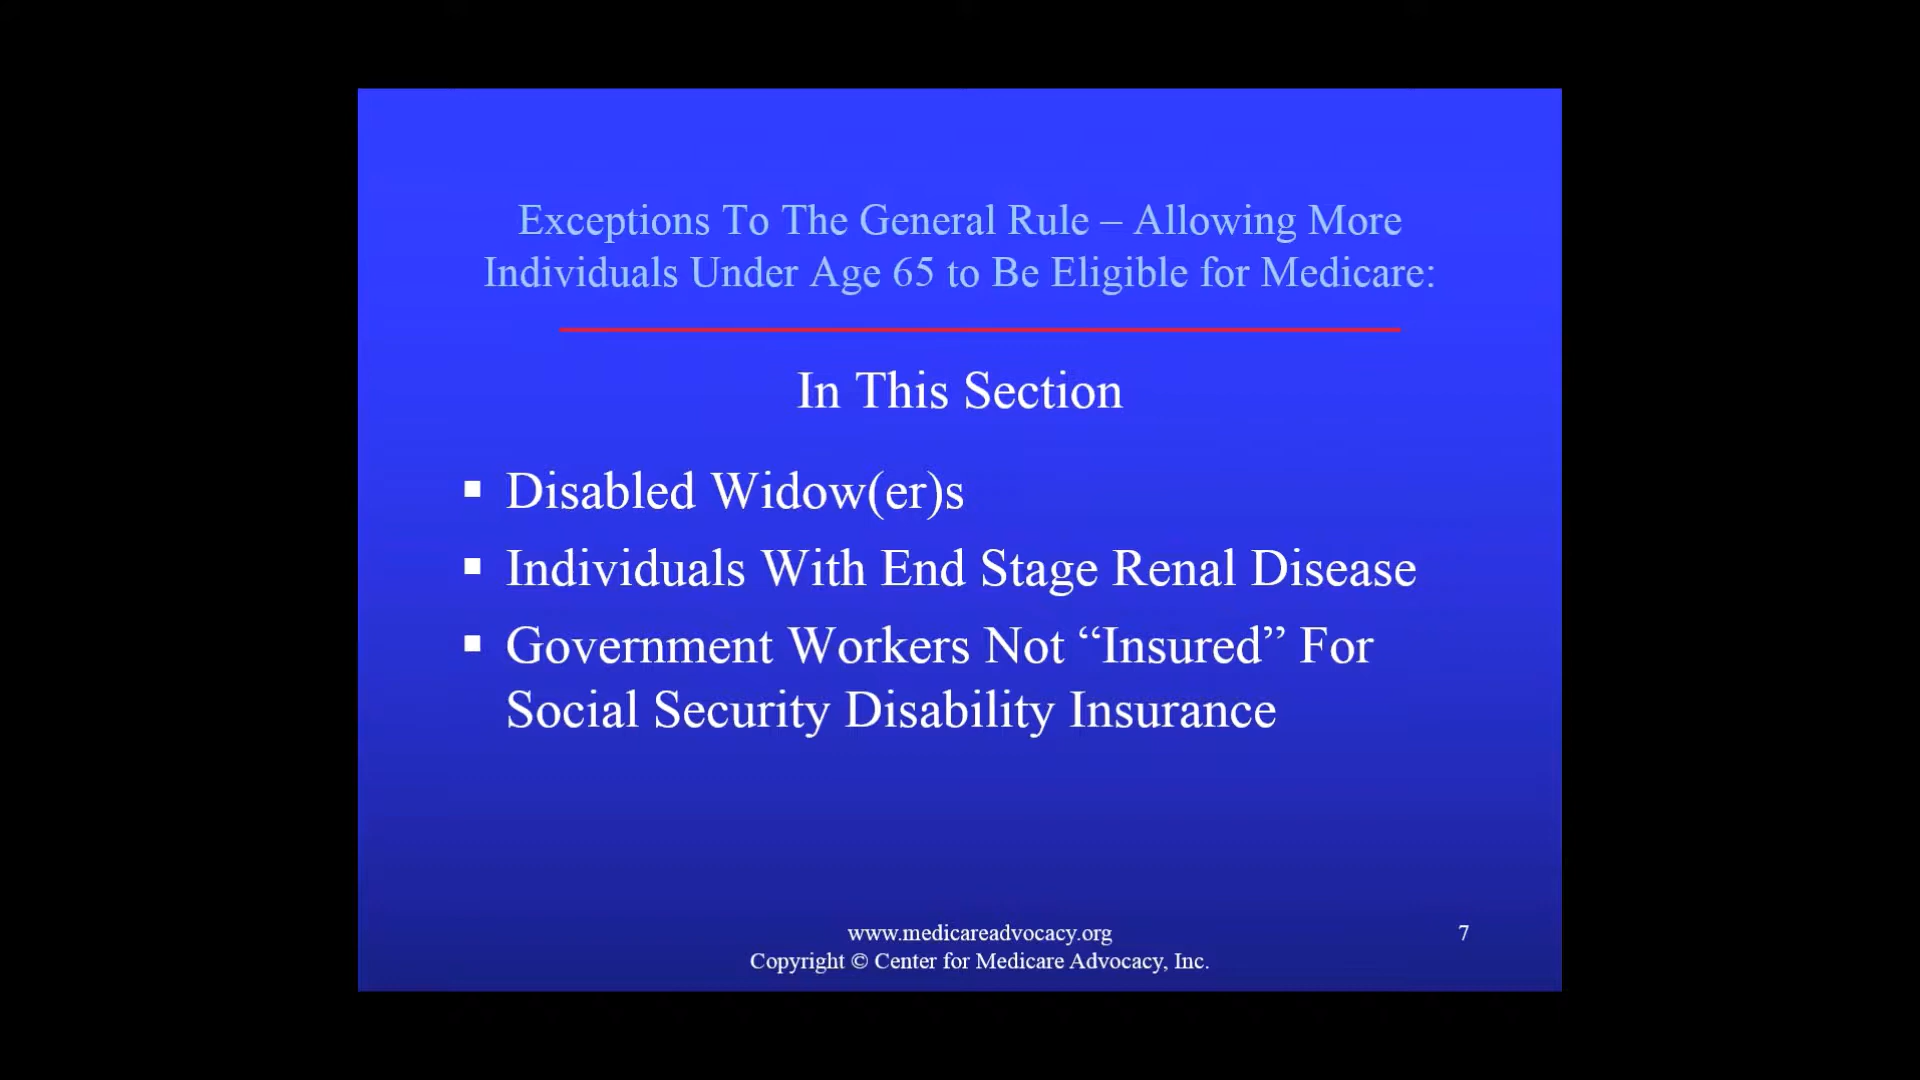 Exceptions To The General Rule – Allowing More
Individuals Under Age 65 to Be Eligible for Medicare:
In This Section
▪ Disabled Widow(er)s
▪ Individuals With End Stage Renal Disease
▪ Government Workers Not “Insured” For
Social Security Disability Insurance
www.medicareadvocacy.org
Copyright © Center for Medicare Advocacy, Inc.
7